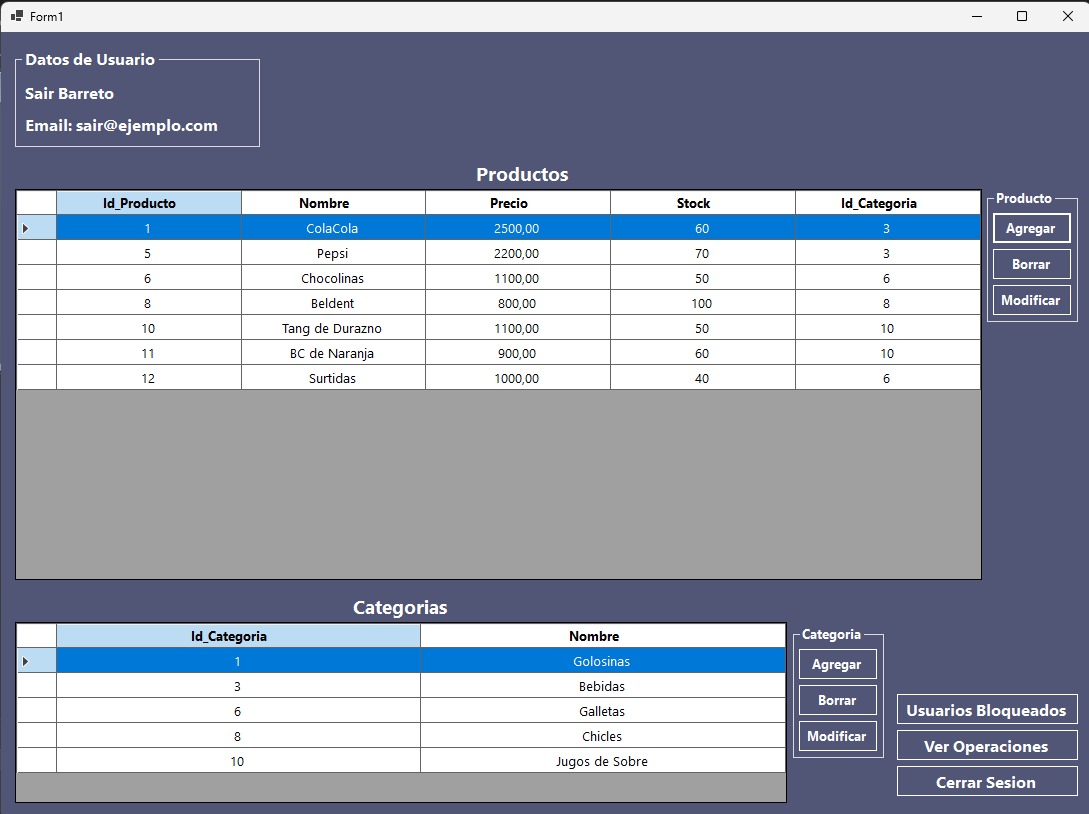 Form1
Datos de Usuario
Sair Barreto
Email: sair@ejemplo.com
Productos
Id_Producto Nombre Precio Stock Id_Categoria
1 ColaCola 2500,00 60 3
5 Pepsi 2200,00 70 3
6 Chocolinas 1100,00 50 6
8 Beldent 800,00 100 8
10 Tang de Durazno 1100,00 50 10
11 BC de Naranja 900,00 60 10
12 Surtidas 1000,00 40 6
Producto
Agregar
Borrar
Modificar
Categorias
Id_Categoria Nombre
1 Golosinas
3 Bebidas
6 Galletas
8 Chicles
10 Jugos de Sobre
Categoria
Agregar
Borrar
Modificar
Usuarios Bloqueados
Ver Operaciones
Cerrar Sesion